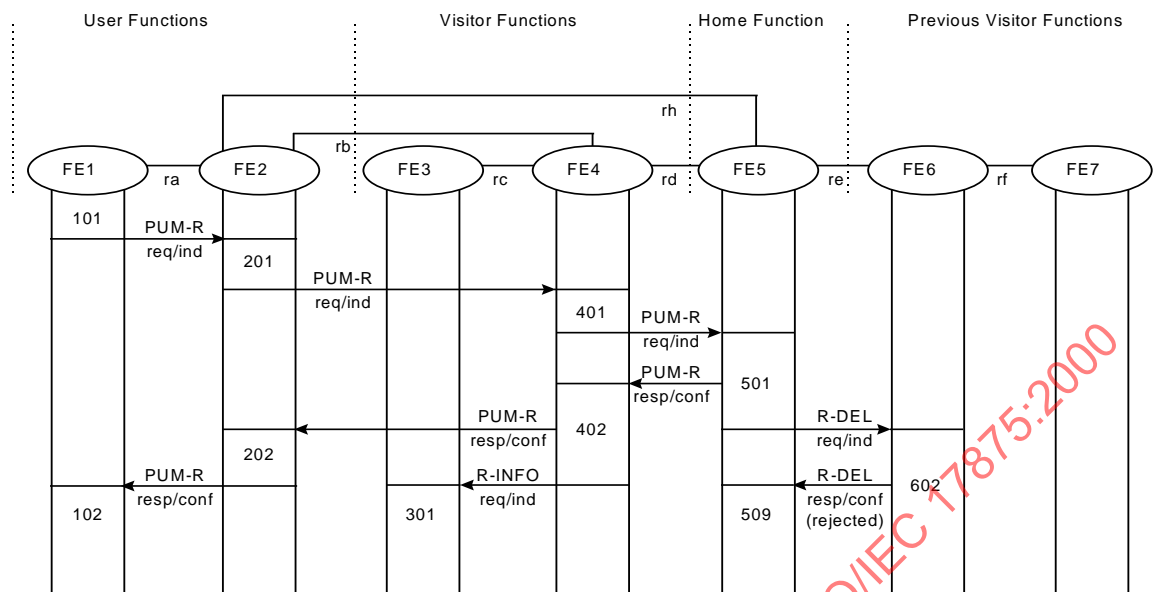 User Functions
Visitor Functions
Home Function
Previous Visitor Functions
rh
rb
FE1
ra
FE2
FE3
rc
FE4
rd
FE5
re
FE6
rf
FE7
101
PUM-R
req/ind
201
PUM-R
req/ind
401
PUM-R
req/ind
PUM-R
resp/conf
501
PUM-R
resp/conf
402
R-DEL
req/ind
202
PUM-R
resp/conf
R-INFO
req/ind
R-DEL
resp/conf
(rejected)
602
102
301
509
O/IEC 17875:2000